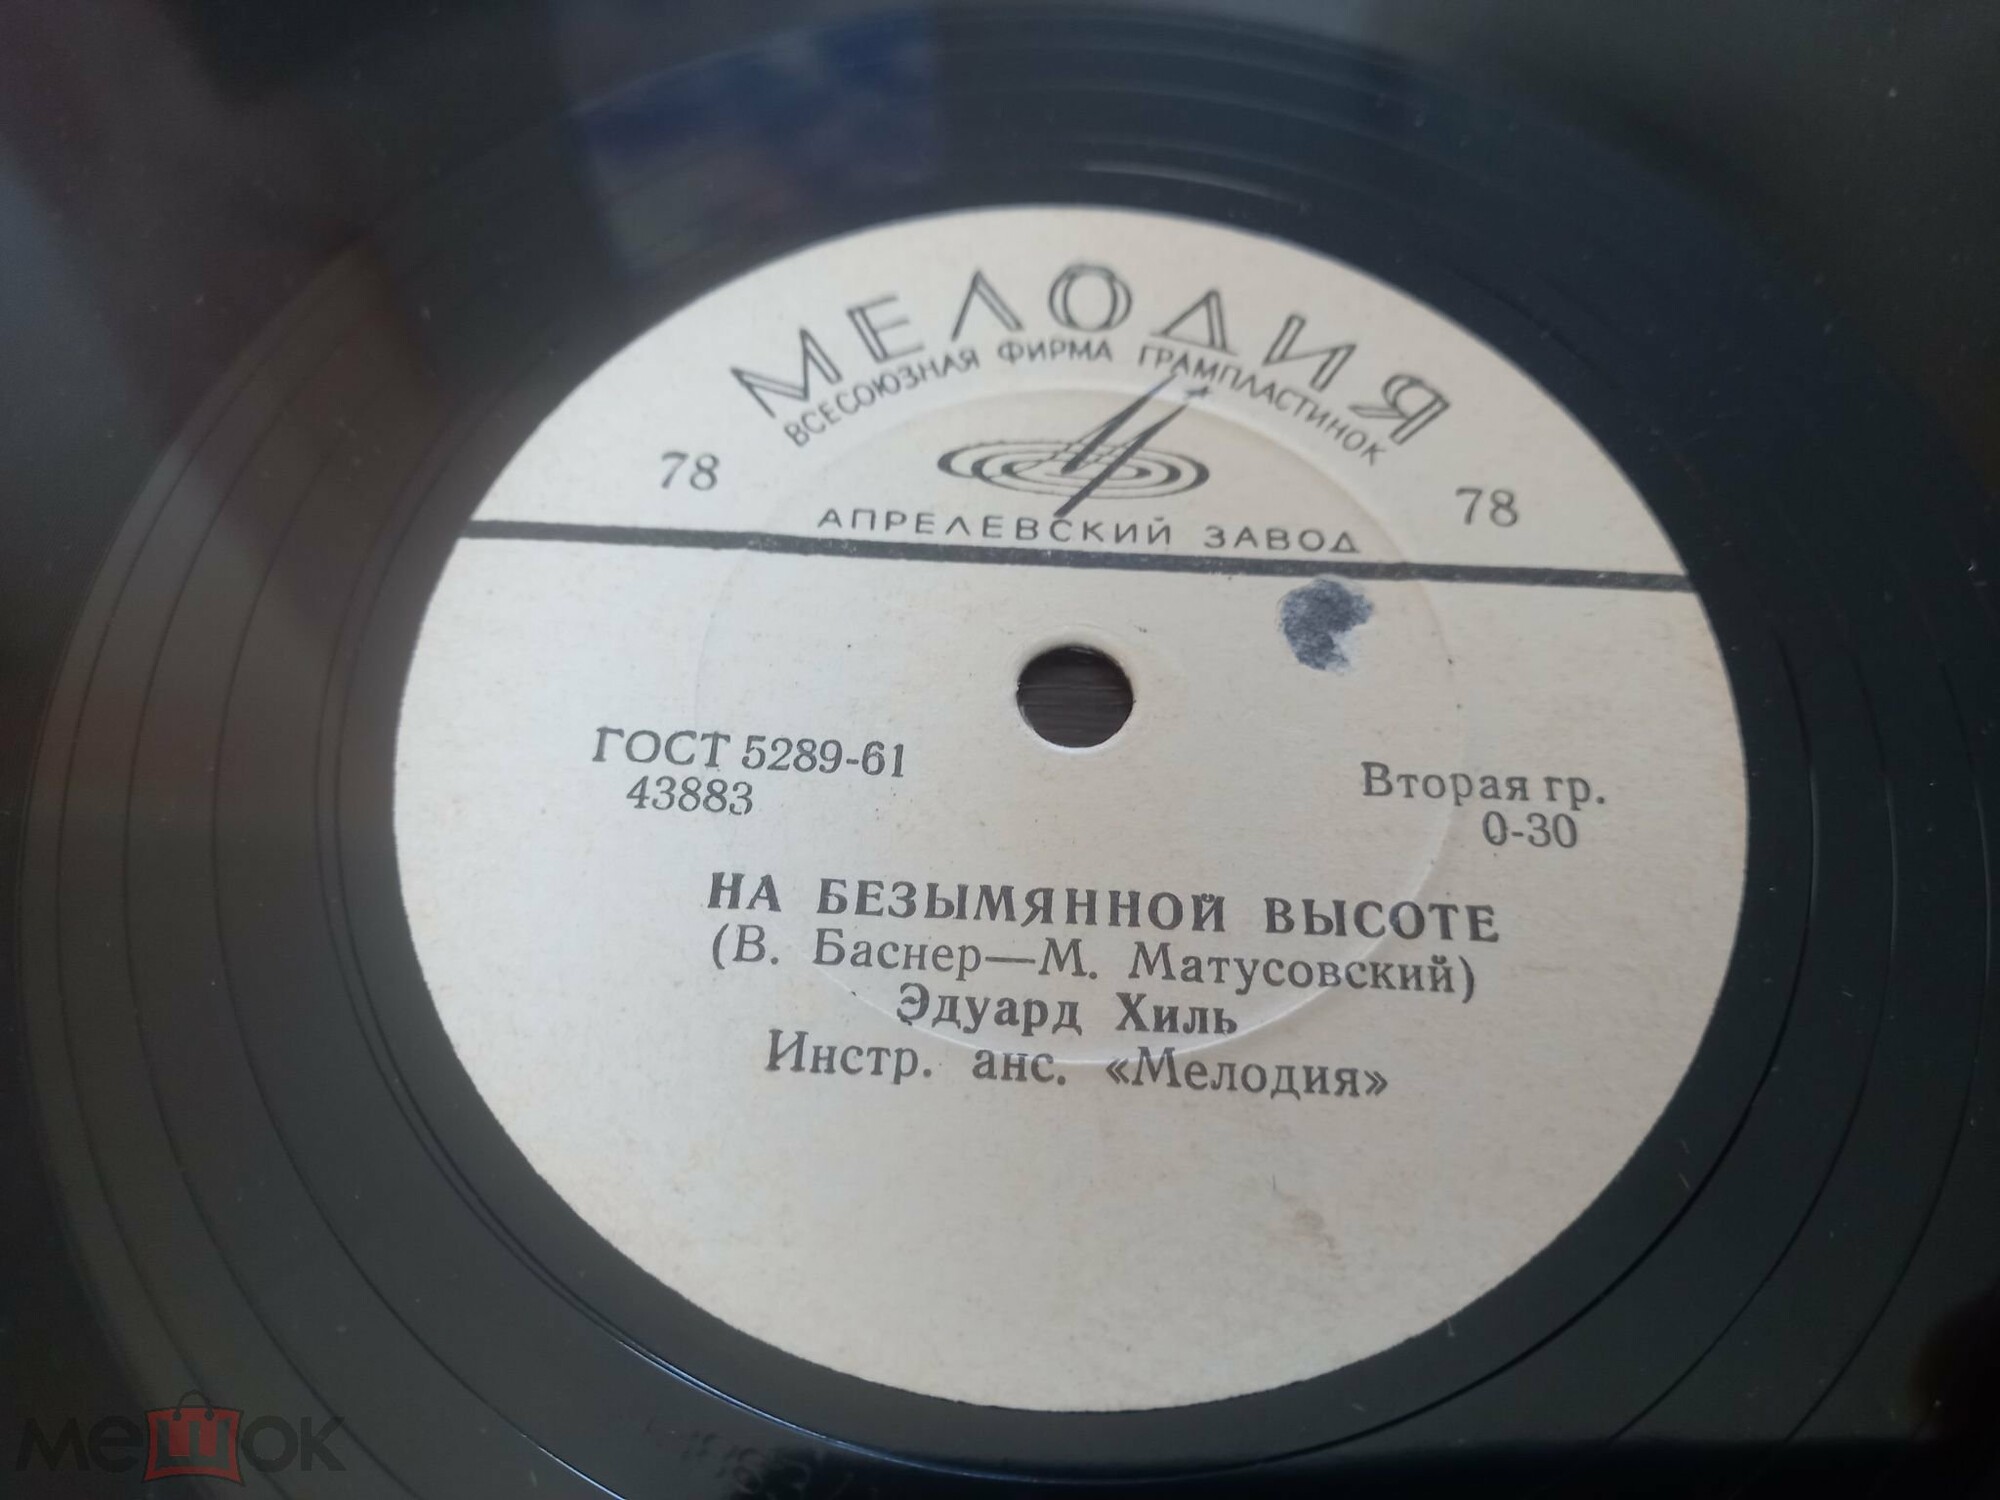 МЕЛОДИЯ
ВСЕСОЮЗНАЯ ФИРМА ГРАМПЛАСТИНОК
78 78
АПРЕЛЕВСКИЙ ЗАВОД
ГОСТ 5289-61 Вторая гр.
43883 0-30
НА БЕЗЫМЯННОЙ ВЫСОТЕ
(В. Баснер—М. Матусовский)
Эдуард Хиль
Инстр. анс. «Мелодия»
мешок